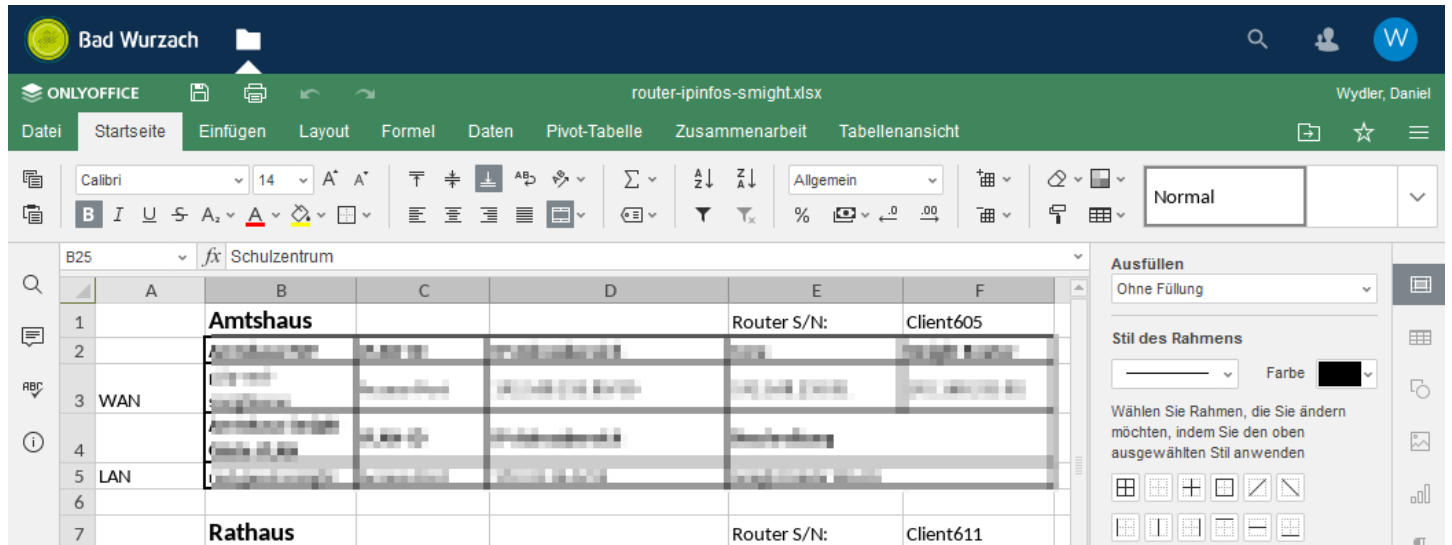 Bad Wurzach
W
ONLYOFFICE router-ipinfos-smight.xlsx Wydler, Daniel
Datei Startseite Einfügen Layout Formel Daten Pivot-Tabelle Zusammenarbeit Tabellenansicht
Calibri 14 Allgemein
Normal
B25 fx Schulzentrum
A B C D E F
1 Amtshaus Router S/N: Client605
2
3 WAN
4
5 LAN
6
7 Rathaus Router S/N: Client611
Ausfüllen
Ohne Füllung
Stil des Rahmens
Farbe
Wählen Sie Rahmen, die Sie ändern
möchten, indem Sie den oben
ausgewählten Stil anwenden